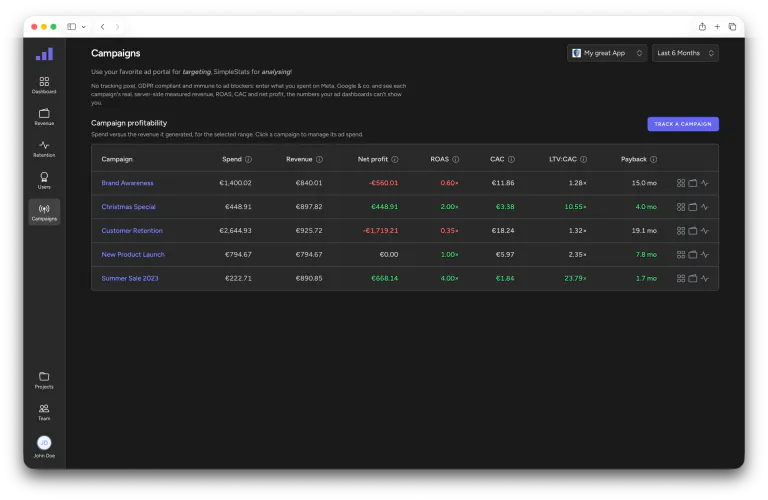 Campaigns
My great App
Last 6 Months
Use your favorite ad portal for targeting, SimpleStats for analysing!
No tracking pixel, GDPR compliant and immune to ad blockers: enter what you spent on Meta, Google & co. and see each
campaign's real, server-side measured revenue, ROAS, CAC and net profit, the numbers your ad dashboards can't show
you.
Campaign profitability
Spend versus the revenue it generated, for the selected range. Click a campaign to manage its ad spend.
TRACK A CAMPAIGN
Campaign Spend Revenue Net profit ROAS CAC LTV:CAC Payback
Brand Awareness €1,400.02 €840.01 -€560.01 0.60× €11.86 1.28× 15.0 mo
Christmas Special €448.91 €897.82 €448.91 2.00× €3.38 10.55× 4.0 mo
Customer Retention €2,644.93 €925.72 -€1,719.21 0.35× €18.24 1.32× 19.1 mo
New Product Launch €794.67 €794.67 €0.00 1.00× €5.97 2.35× 7.8 mo
Summer Sale 2023 €222.71 €890.85 €668.14 4.00× €1.84 23.79× 1.7 mo
Dashboard
Revenue
Retention
Users
Campaigns
Projects
Team
JD
John Doe